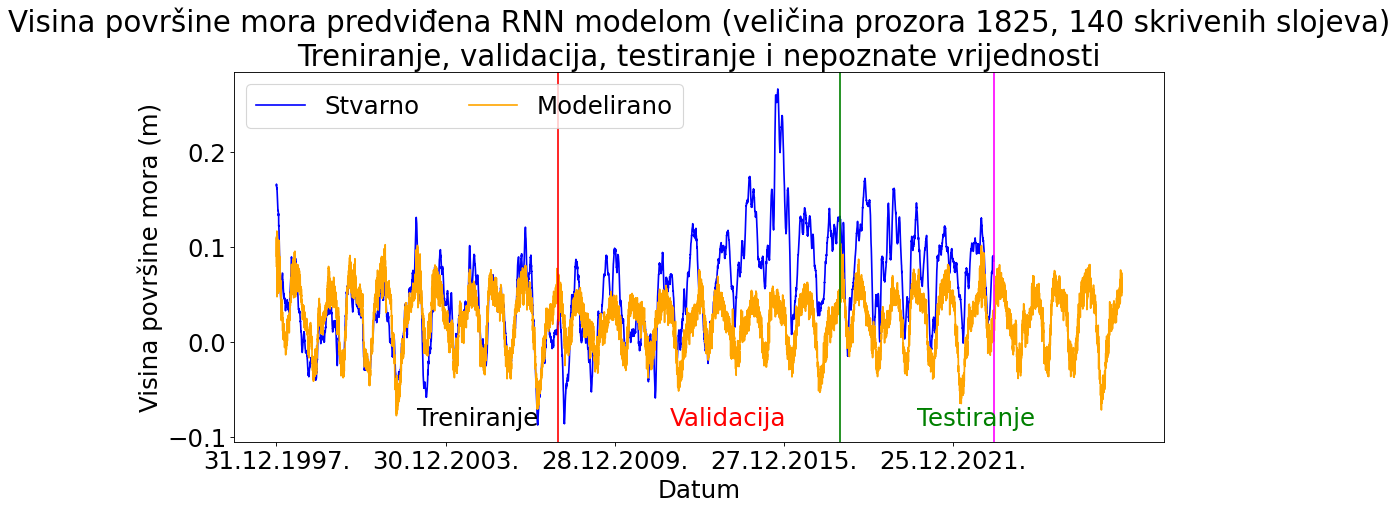 Visina površine mora predviđena RNN modelom (veličina prozora 1825, 140 skrivenih slojeva)
Treniranje, validacija, testiranje i nepoznate vrijednosti
Stvarno
Modelirano
Visina površine mora (m)
0.2
0.1
0.0
−0.1
Treniranje
Validacija
Testiranje
31.12.1997.
30.12.2003.
28.12.2009.
27.12.2015.
25.12.2021.
Datum